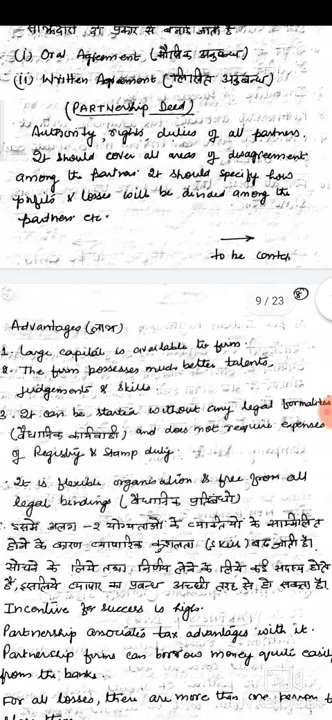 साझेदारी दो प्रकार से बनाई जाती है
(i) Oral Agreement (मौखिक अनुबन्ध)
(ii) Written Agreement (लिखित अनुबन्ध)
(PARTNership Deed)
Authority rights, duties of all partners.
It should cover all areas of disagreement
among the partner. It should specify how
profits & losses will be divided among the
partners etc.
to be contd
9 / 23
8
Advantages (लाभ)
1. Large capital is available to firm
2. The firm possesses much better talents,
Judgements & skills.
3. It can be started without any legal formalities
(वैधानिक कार्यवाही) and does not require expenses
of Registry & Stamp duty.
It is flexible organisation & free from all
legal bindings (वैधानिक प्रतिबंधों)
इसमें अलग-2 योग्यताओं के व्यक्तियों के सम्मिलित
होने के कारण व्यापारिक कुशलता (skill) बढ़ जाती है।
सोचने के लिये तथा निर्णय लेने के लिये कई सदस्य होते
है, इसलिये व्यापार का प्रबन्ध अच्छी तरह से हो सकता है।
Incentive for success is high.
Partnership associates tax advantages with it.
Partnership firms can borrow money quite easily
from the banks.
For all losses, there are more than one person to